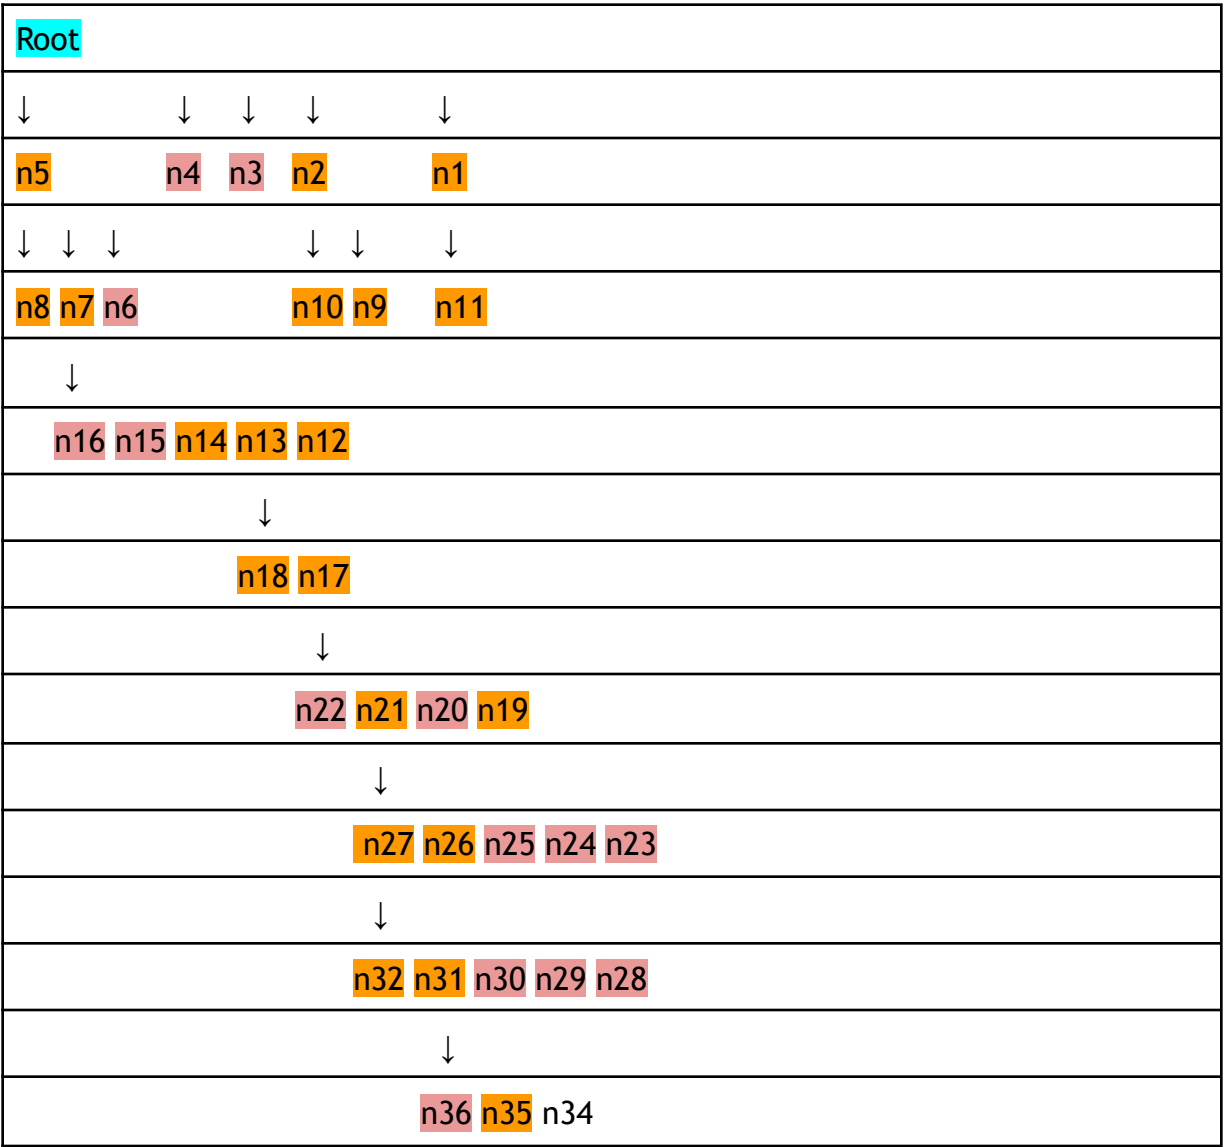 Root
↓ ↓ ↓ ↓ ↓
n5 n4 n3 n2 n1
↓ ↓ ↓ ↓ ↓ ↓
n8 n7 n6 n10 n9 n11
↓
n16 n15 n14 n13 n12
↓
n18 n17
↓
n22 n21 n20 n19
↓
n27 n26 n25 n24 n23
↓
n32 n31 n30 n29 n28
↓
n36 n35 n34